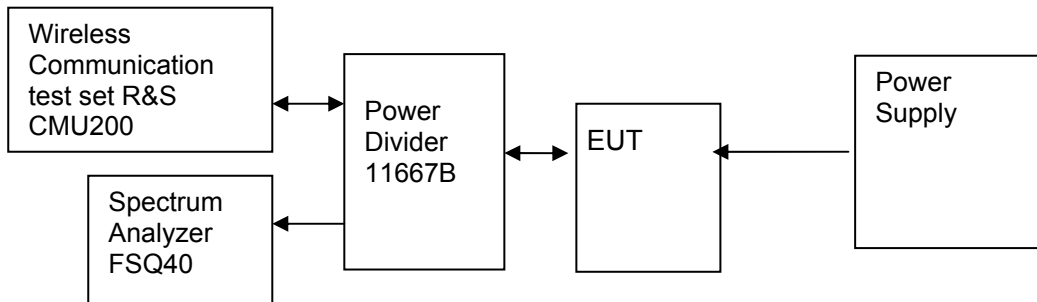 Wireless
Communication
test set R&S
CMU200
Power
Divider
11667B
EUT
Power
Supply
Spectrum
Analyzer
FSQ40